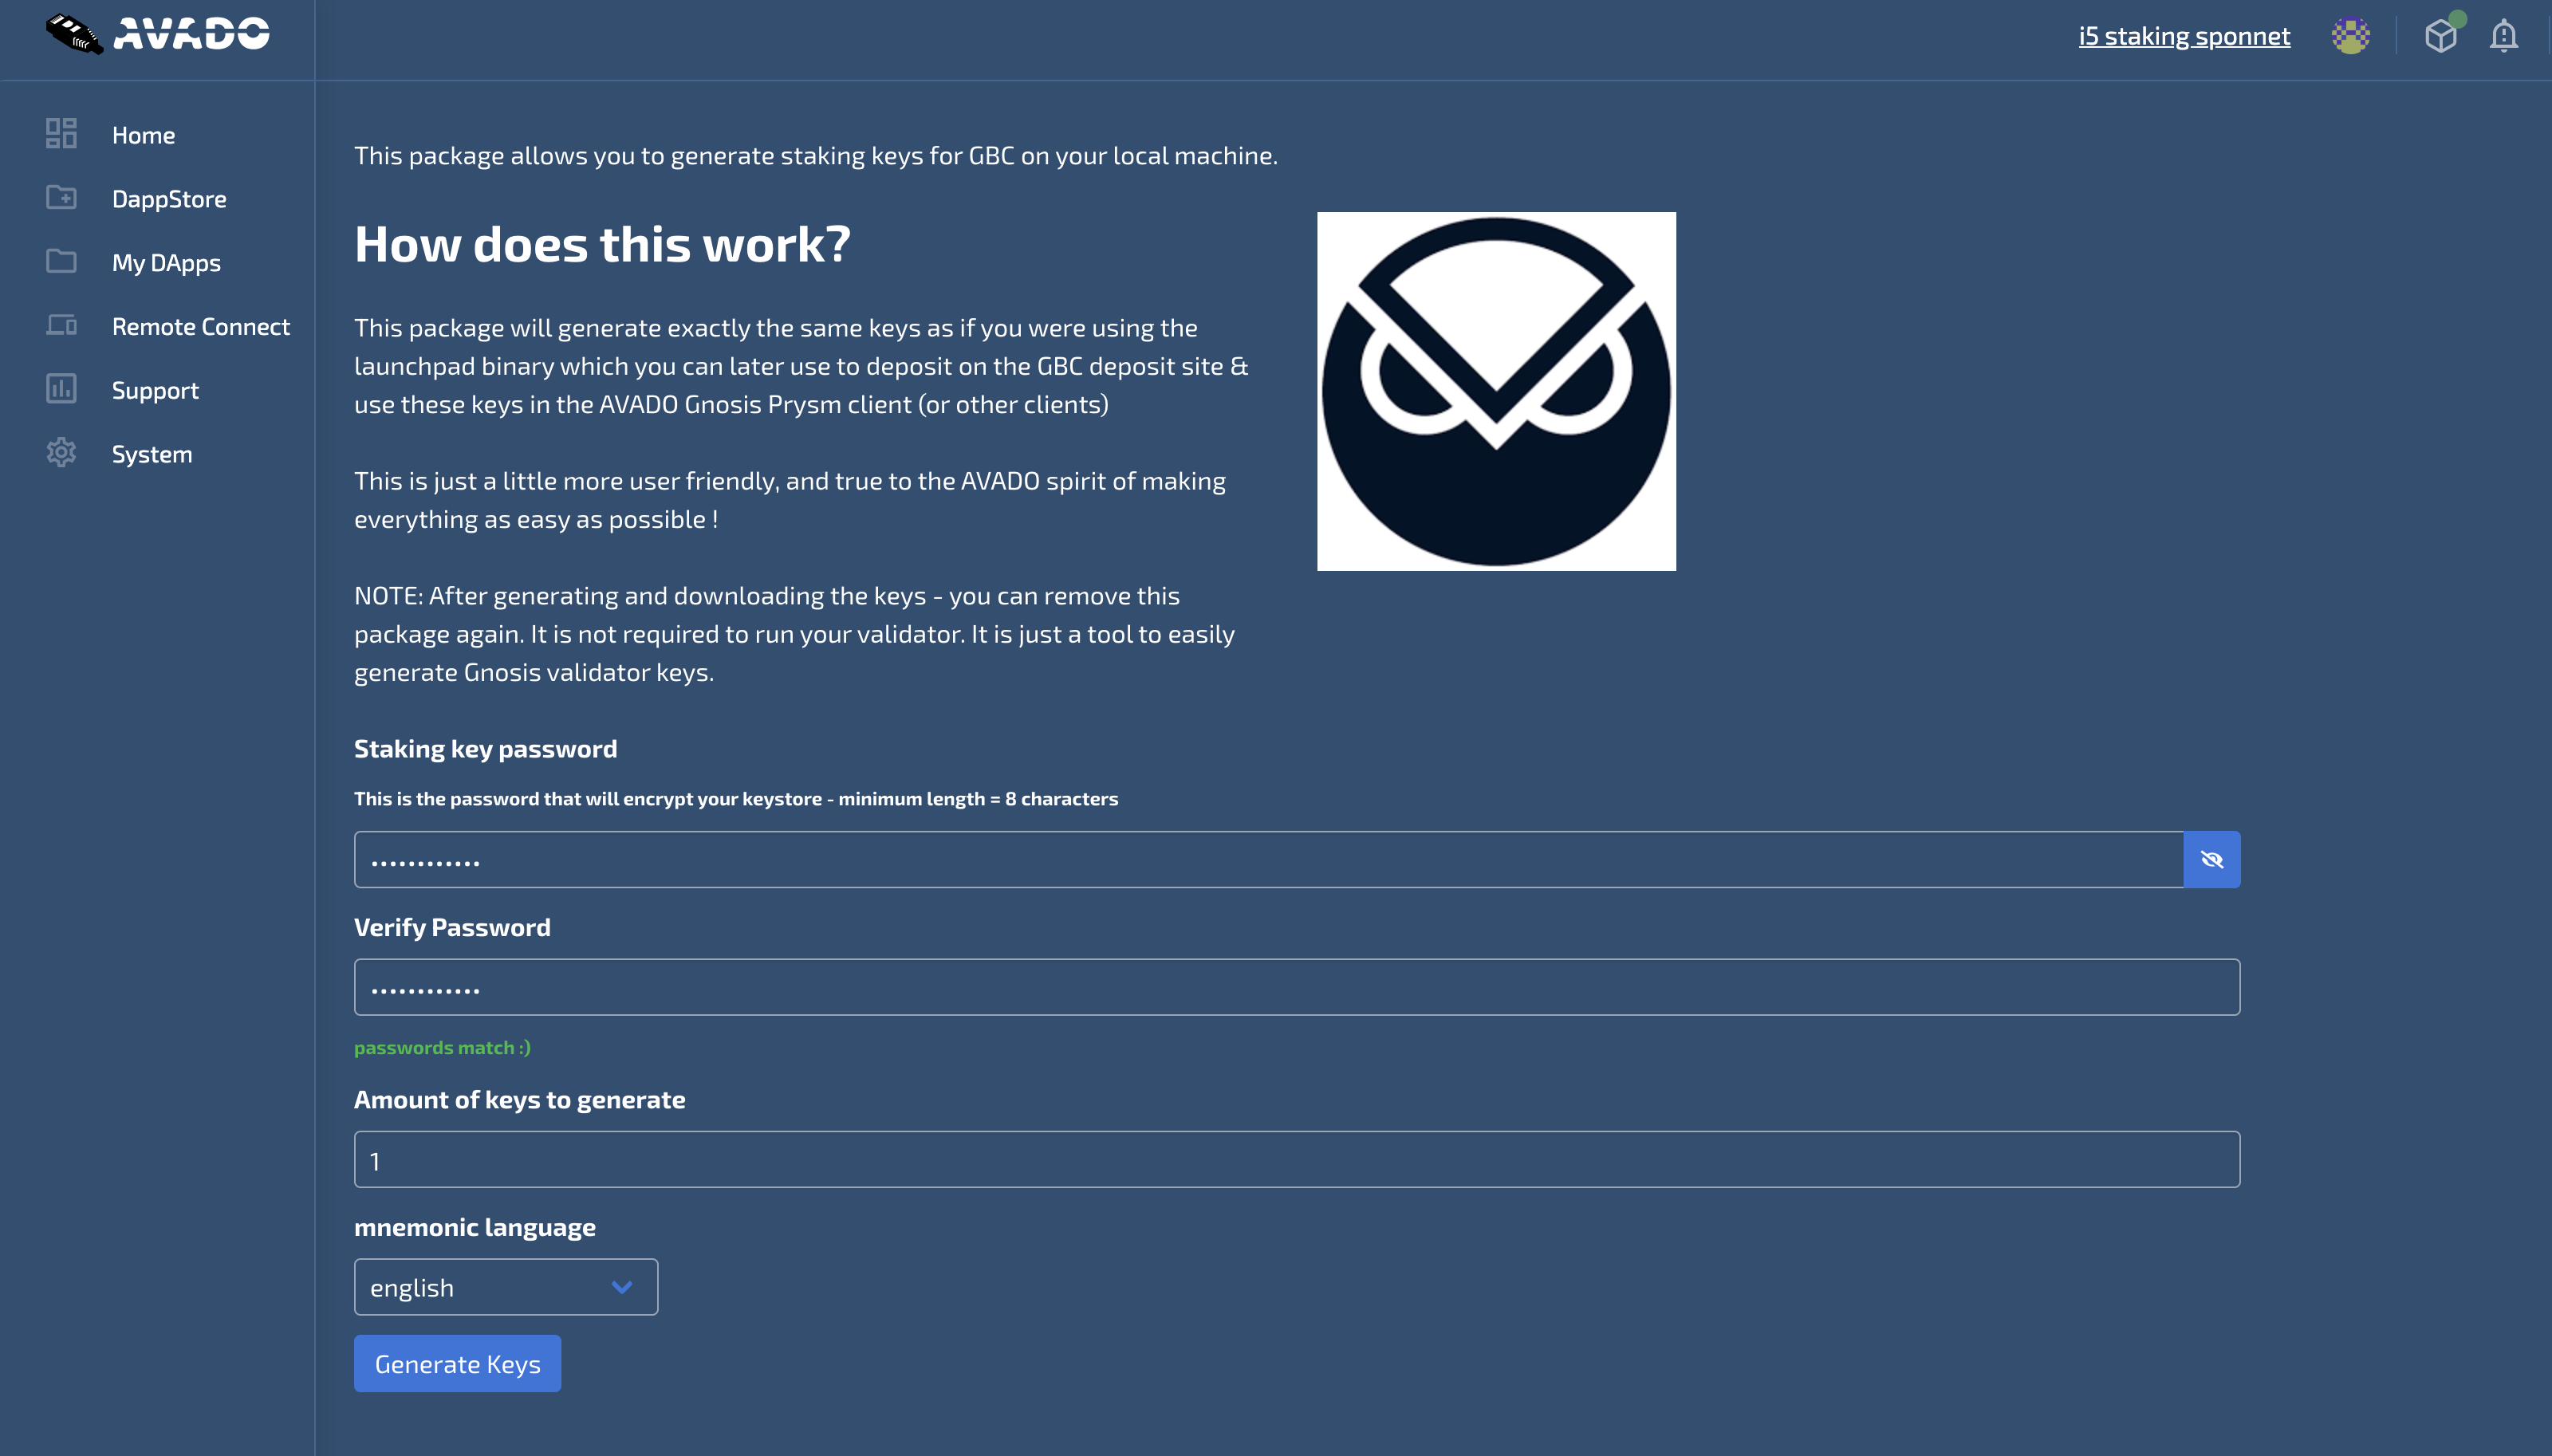 AVADO
i5 staking sponnet
Home
DappStore
My DApps
Remote Connect
Support
System
This package allows you to generate staking keys for GBC on your local machine.
How does this work?
This package will generate exactly the same keys as if you were using the
launchpad binary which you can later use to deposit on the GBC deposit site &
use these keys in the AVADO Gnosis Prysm client (or other clients)
This is just a little more user friendly, and true to the AVADO spirit of making
everything as easy as possible !
NOTE: After generating and downloading the keys - you can remove this
package again. It is not required to run your validator. It is just a tool to easily
generate Gnosis validator keys.
Staking key password
This is the password that will encrypt your keystore - minimum length = 8 characters
••••••••••••
Verify Password
••••••••••••
passwords match :)
Amount of keys to generate
1
mnemonic language
english
Generate Keys